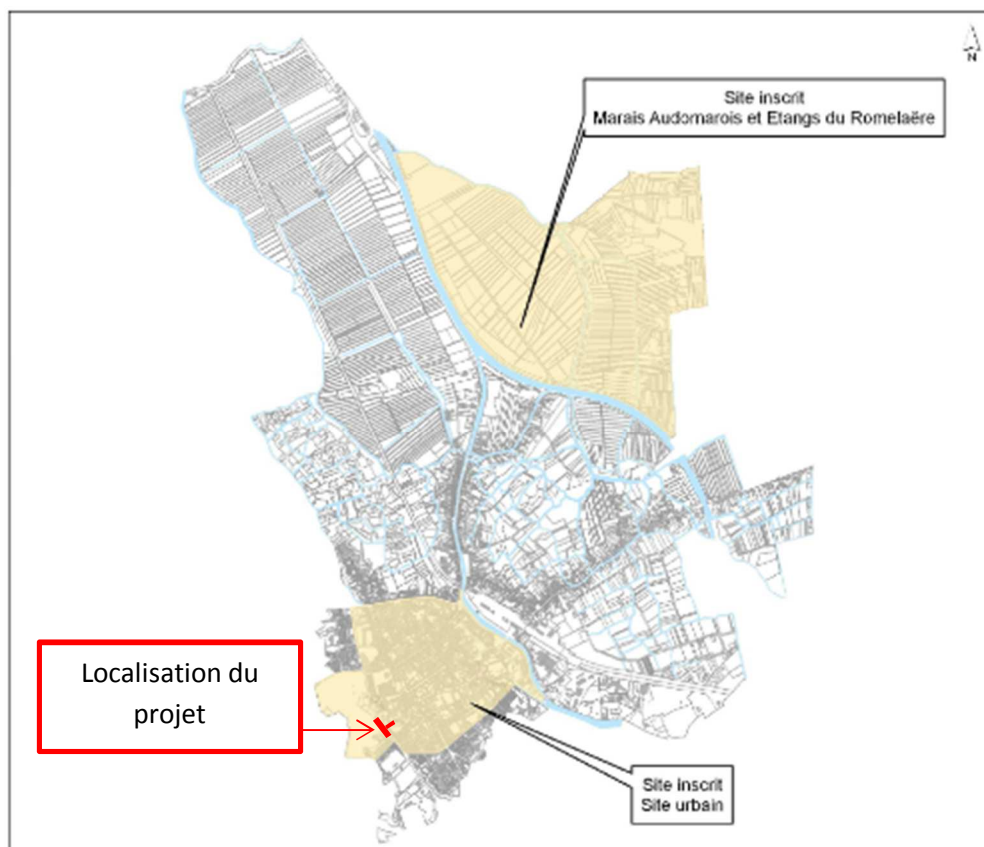 N
Site inscrit
Marais Audomarois et Etangs du Romelaëre
Localisation du
projet
Site inscrit
Site urbain